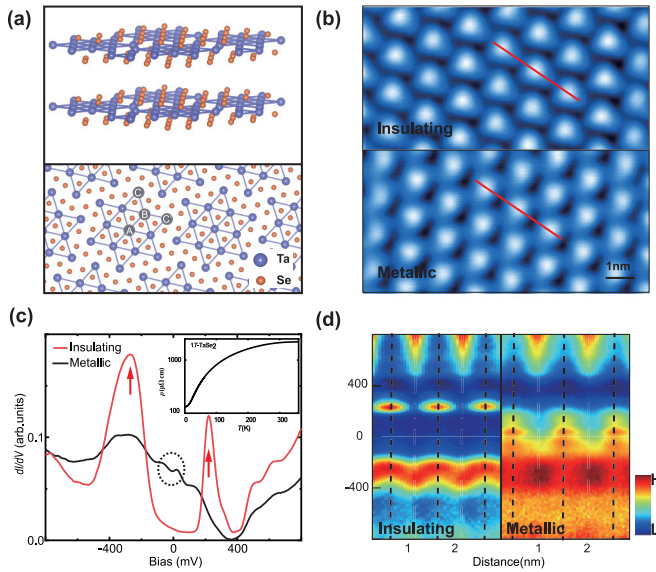 (a)
C
B
C
A
Ta
Se
(b)
Insulating
Metallic
1nm
(c)
Insulating
Metallic
1T-TaSe2
1000
100
ρ(μΩ cm)
0
100
200
300
T(K)
dI/dV (arb.units)
0.1
0.0
-400
0
400
800
Bias (mV)
(d)
400
0
-400
Insulating
Metallic
1
2
1
2
Distance(nm)
H
L